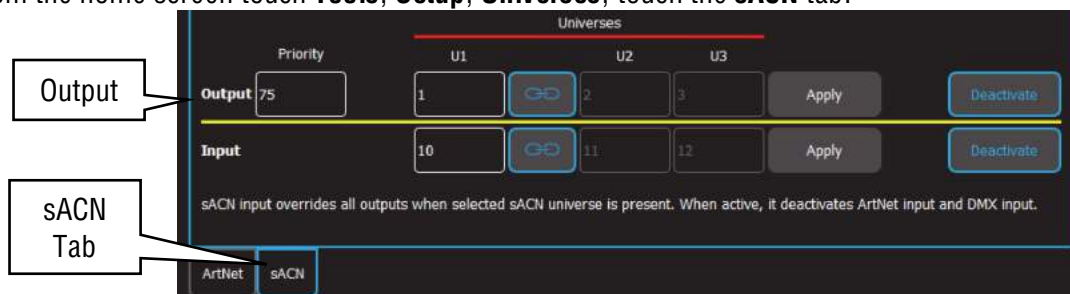 om the home screen touch Tools, Setup, Universes, touch the sACN tab.
Universes
Priority U1 U2 U3
Output
Output 75 1 2 3 Apply Deactivate
Input 10 11 12 Apply Deactivate
sACN input overrides all outputs when selected sACN universe is present. When active, it deactivates ArtNet input and DMX input.
sACN
Tab
ArtNet sACN